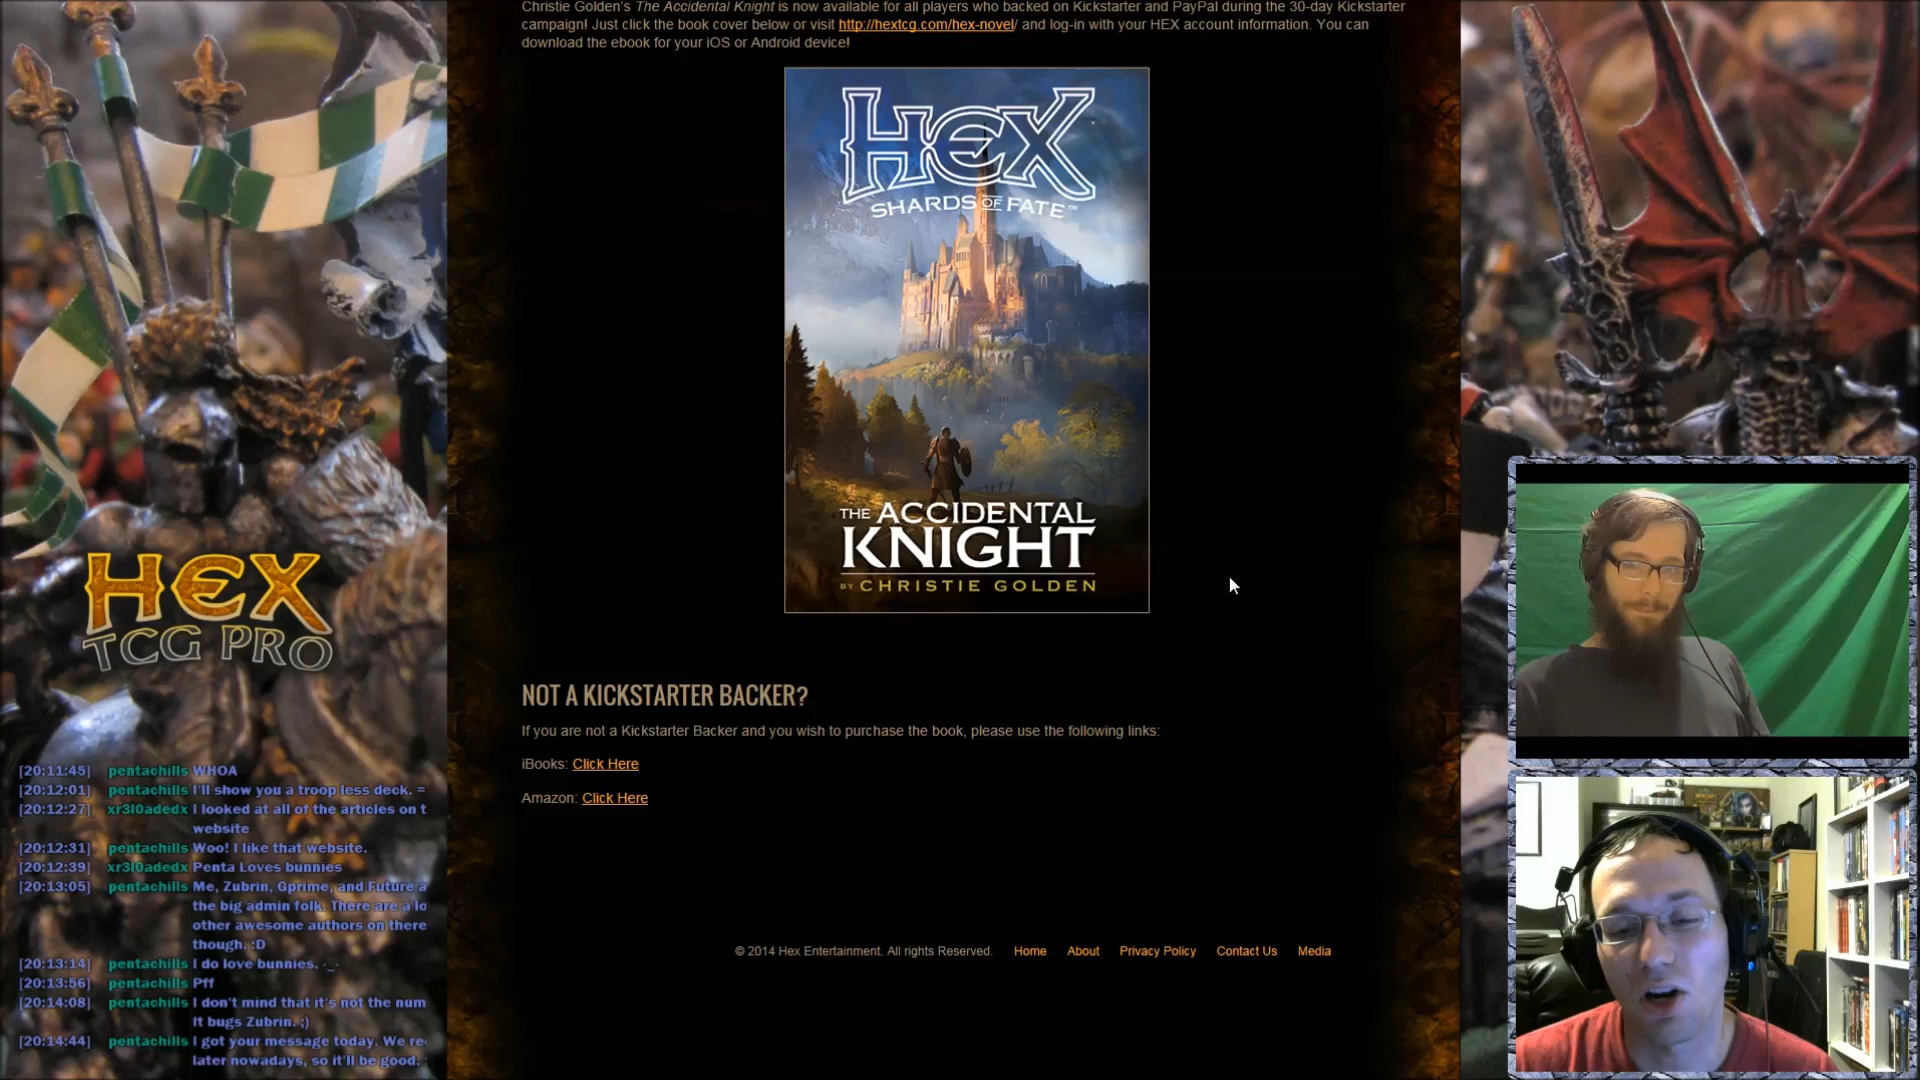 Christie Golden's The Accidental Knight is now available for all players who backed on Kickstarter and PayPal during the 30-day Kickstarter
campaign! Just click the book cover below or visit http://hextcg.com/hex-novel/ and log-in with your HEX account information. You can
download the ebook for your iOS or Android device!
HEX
SHARDS OF FATE™
THE ACCIDENTAL
KNIGHT
BY CHRISTIE GOLDEN
NOT A KICKSTARTER BACKER?
If you are not a Kickstarter Backer and you wish to purchase the book, please use the following links:
iBooks: Click Here
Amazon: Click Here
© 2014 Hex Entertainment. All rights Reserved. Home About Privacy Policy Contact Us Media
HEX
TCG PRO
[20:11:45] pentachills WHOA
[20:12:01] pentachills I'll show you a troop less deck. =
[20:12:27] xr3l0adedx I looked at all of the articles on t
website
[20:12:31] pentachills Woo! I like that website.
[20:12:39] xr3l0adedx Penta Loves bunnies
[20:13:05] pentachills Me, Zubrin, Gprime, and Future a
the big admin folk. There are a lo
other awesome authors on there
though. :D
[20:13:14] pentachills I do love bunnies. -_-
[20:13:56] pentachills Pff
[20:14:08] pentachills I don't mind that it's not the num
It bugs Zubrin. ;)
[20:14:44] pentachills I got your message today. We re
later nowadays, so it'll be good.